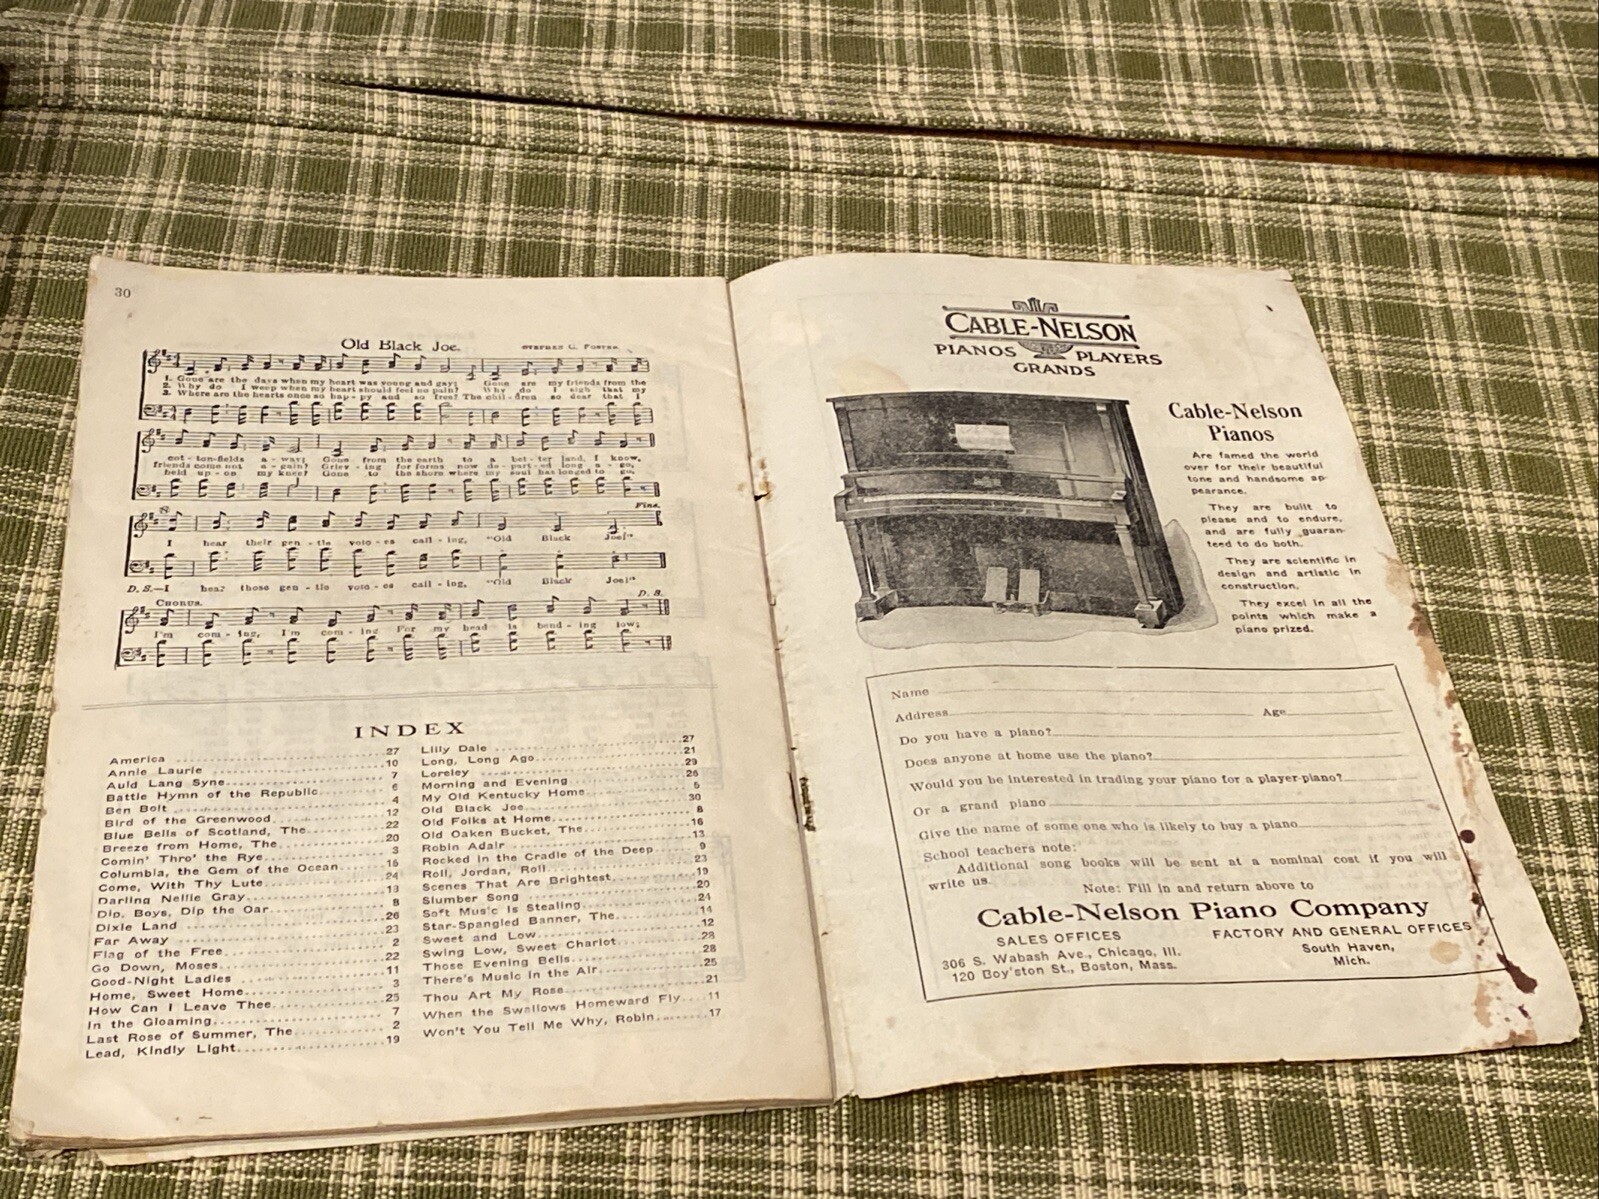 30
Old Black Joe.
STEPHEN C. FOSTER.
1. Gone are the days when my heart was young and gay; Gone are my friends from the
2. Why do I weep when my heart should feel no pain? Why do I sigh that my
3. Where are the hearts once so hap-py and so free? The chil-dren so dear that I
cot-ton-fields a-way; Gone from the earth to a bet-ter land, I know,
friends come not a-gain? Griev-ing for forms now de-part-ed long a-go,
held up-on my knee? Gone to the shore where my soul has longed to go,
Fine.
I hear their gen-tle voic-es call-ing, "Old Black Joe!"
D. S.—I hear those gen-tle voic-es call-ing, "Old Black Joe!"
CHORUS. D. S.
I'm com-ing, I'm com-ing For my head is bend-ing low;
INDEX
America 27
Annie Laurie 10
Auld Lang Syne 7
Battle Hymn of the Republic 6
Ben Bolt 4
Bird of the Greenwood 12
Blue Bells of Scotland, The 22
Breeze from Home, The 20
Comin' Thro' the Rye 3
Columbia, the Gem of the Ocean 15
Come, With Thy Lute 24
Darling Nellie Gray 13
Dip, Boys, Dip the Oar 8
Dixie Land 26
Far Away 23
Flag of the Free 2
Go Down, Moses 22
Good-Night Ladies 11
Home, Sweet Home 3
How Can I Leave Thee 25
In the Gloaming 7
Last Rose of Summer, The 2
Lead, Kindly Light 19
Lilly Dale 27
Long, Long Ago 21
Loreley 29
Morning and Evening 26
My Old Kentucky Home 5
Old Black Joe 30
Old Folks at Home 8
Old Oaken Bucket, The 16
Robin Adair 13
Rocked in the Cradle of the Deep 9
Roll, Jordan, Roll 23
Scenes That Are Brightest 19
Slumber Song 20
Soft Music Is Stealing 24
Star-Spangled Banner, The 14
Sweet and Low 12
Swing Low, Sweet Chariot 28
Those Evening Bells 28
There's Music in the Air 25
Thou Art My Rose 21
When the Swallows Homeward Fly 11
Won't You Tell Me Why, Robin 17
CABLE-NELSON
PIANOS PLAYERS
GRANDS
Cable-Nelson
Pianos
Are famed the world
over for their beautiful
tone and handsome ap-
pearance.
They are built to
please and to endure,
and are fully guaran-
teed to do both.
They are scientific in
design and artistic in
construction.
They excel in all the
points which make a
piano prized.
Name
Address Age
Do you have a piano?
Does anyone at home use the piano?
Would you be interested in trading your piano for a player-piano?
Or a grand piano
Give the name of some one who is likely to buy a piano
School teachers note:
Additional song books will be sent at a nominal cost if you will
write us.
Note: Fill in and return above to
Cable-Nelson Piano Company
SALES OFFICES
306 S. Wabash Ave., Chicago, Ill.
120 Boy'ston St., Boston, Mass.
FACTORY AND GENERAL OFFICES
South Haven,
Mich.